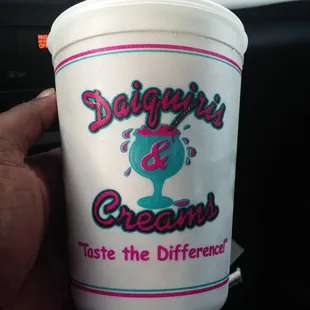 Daiquiris
&
Creams
"Taste the Difference!"